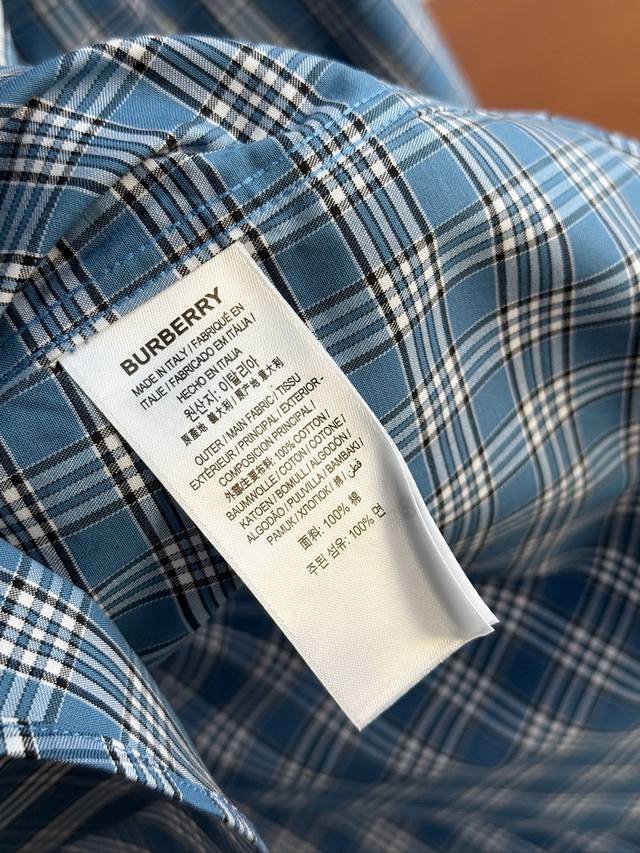 BURBERRY
MADE IN ITALY / FABRIQUÉ EN
ITALIE / FABRICADO EM ITÁLIA /
HECHO EN ITALIA
원산지: 이탈리아
原産地 意大利 / 原产地 意大利
OUTER / MAIN FABRIC / TISSU
EXTÉRIEUR / PRINCIPAL / EXTERIOR -
COMPOSICIÓN PRINCIPAL /
外層主要布料: 100% COTTON /
BAUMWOLLE / COTON / COTONE /
KATOEN / BOMULL / ALGODÓN /
ALGODÃO / PUUVILLA / BAMBAKI /
PAMUK / ХЛОПОК / 棉 / قطن
面料: 100% 棉
주된 섬유: 100% 면